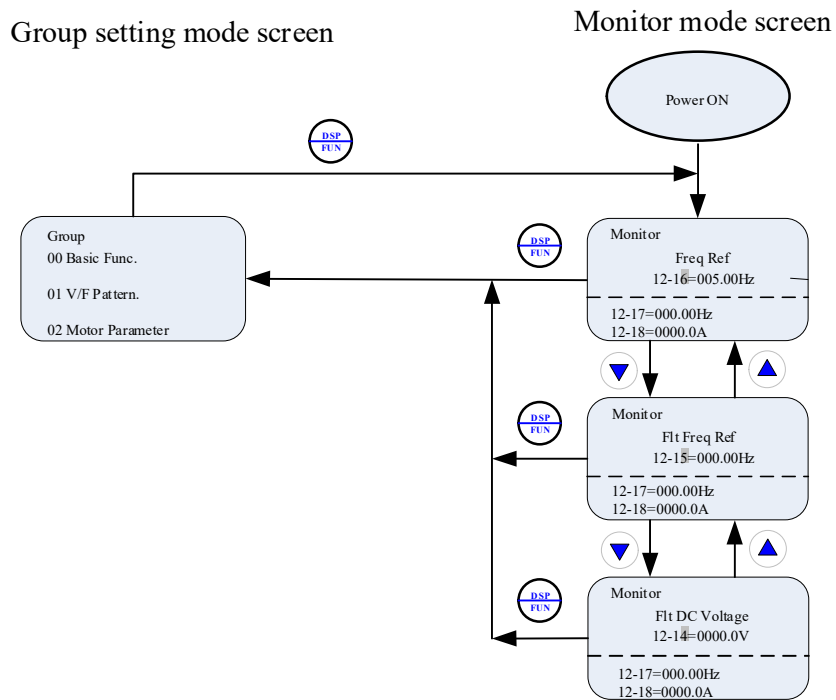 Group setting mode screen
Monitor mode screen
Power ON
DSP
FUN
Group
00 Basic Func.
01 V/F Pattern.
02 Motor Parameter
DSP
FUN
Monitor
Freq Ref
12-16=005.00Hz
12-17=000.00Hz
12-18=0000.0A
DSP
FUN
Monitor
Flt Freq Ref
12-15=000.00Hz
12-17=000.00Hz
12-18=0000.0A
DSP
FUN
Monitor
Flt DC Voltage
12-14=0000.0V
12-17=000.00Hz
12-18=0000.0A